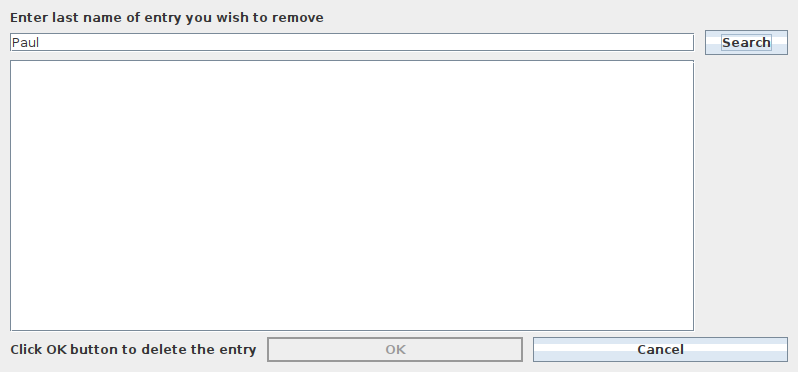 Enter last name of entry you wish to remove
Paul
Search
Click OK button to delete the entry
OK
Cancel